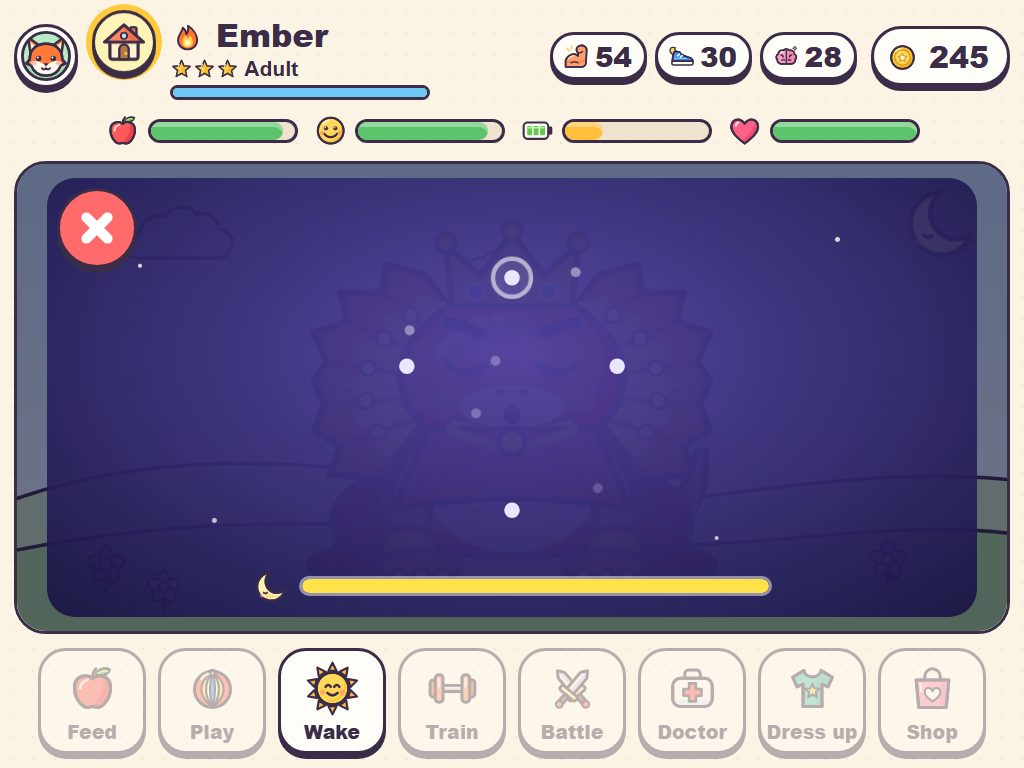 Ember
Adult
54
30
28
245
Feed
Play
Wake
Train
Battle
Doctor
Dress up
Shop